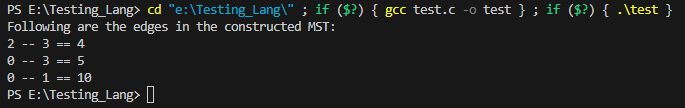 PS E:\Testing_Lang> cd "e:\Testing_Lang\" ; if ($?) { gcc test.c -o test } ; if ($?) { .\test }
Following are the edges in the constructed MST:
2 -- 3 == 4
0 -- 3 == 5
0 -- 1 == 10
PS E:\Testing_Lang>